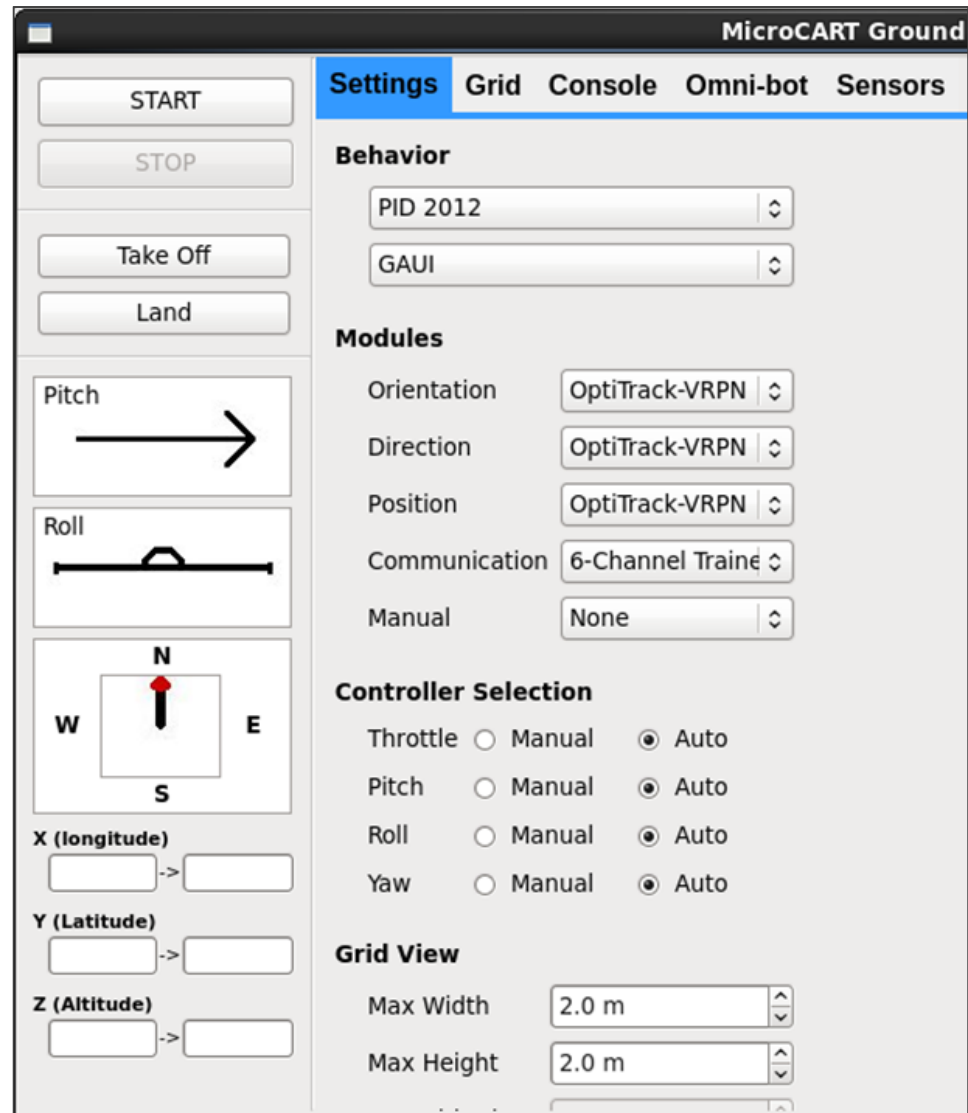 MicroCART Ground
START
STOP
Take Off
Land
Pitch
Roll
N
W E
S
X (longitude)
->
Y (Latitude)
->
Z (Altitude)
->
Settings Grid Console Omni-bot Sensors
Behavior
PID 2012
GAUI
Modules
Orientation OptiTrack-VRPN
Direction OptiTrack-VRPN
Position OptiTrack-VRPN
Communication 6-Channel Traine
Manual None
Controller Selection
Throttle Manual Auto
Pitch Manual Auto
Roll Manual Auto
Yaw Manual Auto
Grid View
Max Width 2.0 m
Max Height 2.0 m